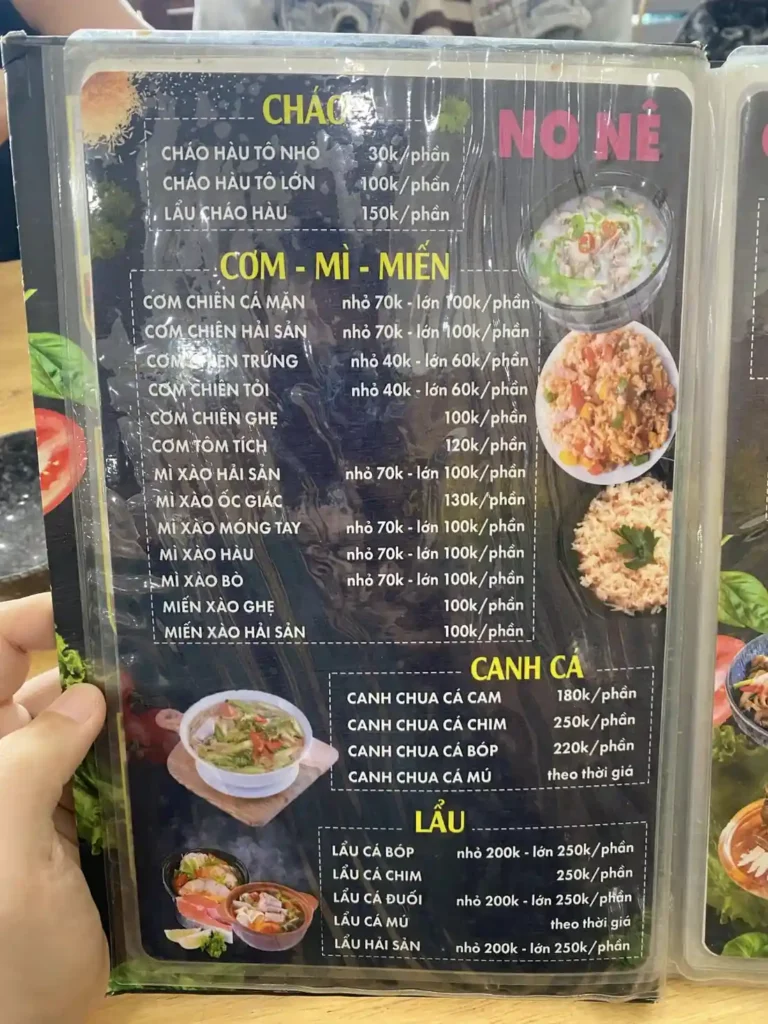 NO NÊ
CHÁO
CHÁO HÀU TÔ NHỎ 30k/phần
CHÁO HÀU TÔ LỚN 100k/phần
LẨU CHÁO HÀU 150k/phần
CƠM - MÌ - MIẾN
CƠM CHIÊN CÁ MẶN nhỏ 70k - lớn 100k/phần
CƠM CHIÊN HẢI SẢN nhỏ 70k - lớn 100k/phần
CƠM CHIÊN TRỨNG nhỏ 40k - lớn 60k/phần
CƠM CHIÊN TỎI nhỏ 40k - lớn 60k/phần
CƠM CHIÊN GHẸ 100k/phần
CƠM TÔM TÍCH 120k/phần
MÌ XÀO HẢI SẢN nhỏ 70k - lớn 100k/phần
MÌ XÀO ỐC GIÁC 130k/phần
MÌ XÀO MÓNG TAY nhỏ 70k - lớn 100k/phần
MÌ XÀO HÀU nhỏ 70k - lớn 100k/phần
MÌ XÀO BÒ nhỏ 70k - lớn 100k/phần
MIẾN XÀO GHẸ 100k/phần
MIẾN XÀO HẢI SẢN 100k/phần
CANH CÁ
CANH CHUA CÁ CAM 180k/phần
CANH CHUA CÁ CHIM 250k/phần
CANH CHUA CÁ BÓP 220k/phần
CANH CHUA CÁ MÚ theo thời giá
LẨU
LẨU CÁ BÓP nhỏ 200k - lớn 250k/phần
LẨU CÁ CHIM 250k/phần
LẨU CÁ ĐUỐI nhỏ 200k - lớn 250k/phần
LẨU CÁ MÚ theo thời giá
LẨU HẢI SẢN nhỏ 200k - lớn 250k/phần